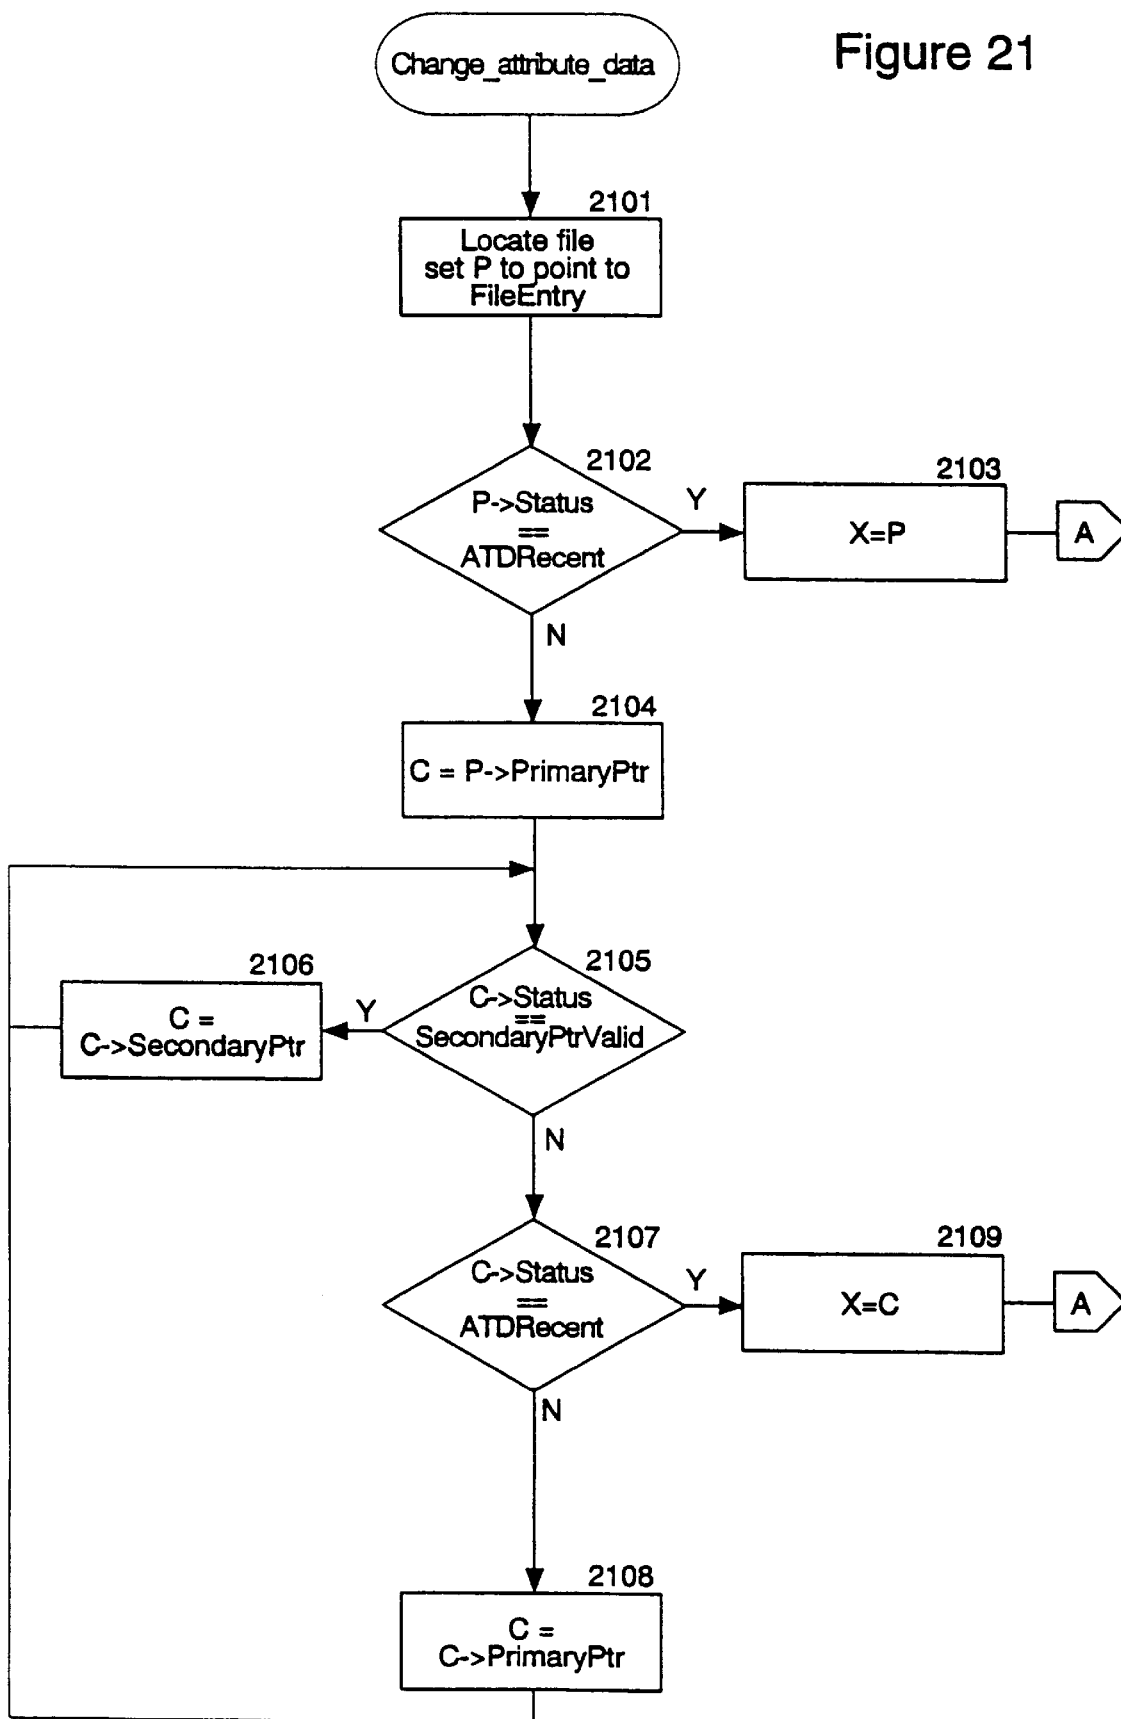 Figure 21
Change_attribute_data
2101
Locate file
set P to point to
FileEntry
2102
P->Status
==
ATDRecent
Y
N
2103
X=P
A
2104
C = P->PrimaryPtr
2105
C->Status
==
SecondaryPtrValid
Y
N
2106
C =
C->SecondaryPtr
2107
C->Status
==
ATDRecent
Y
N
2109
X=C
A
2108
C =
C->PrimaryPtr